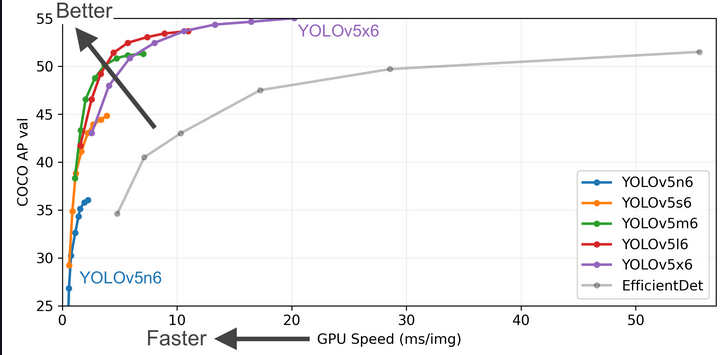 Better
55
YOLOv5x6
50
45
COCO AP val
40
35
30
25
YOLOv5n6
YOLOv5n6
YOLOv5s6
YOLOv5m6
YOLOv5l6
YOLOv5x6
EfficientDet
0 10 20 30 40 50
Faster GPU Speed (ms/img)